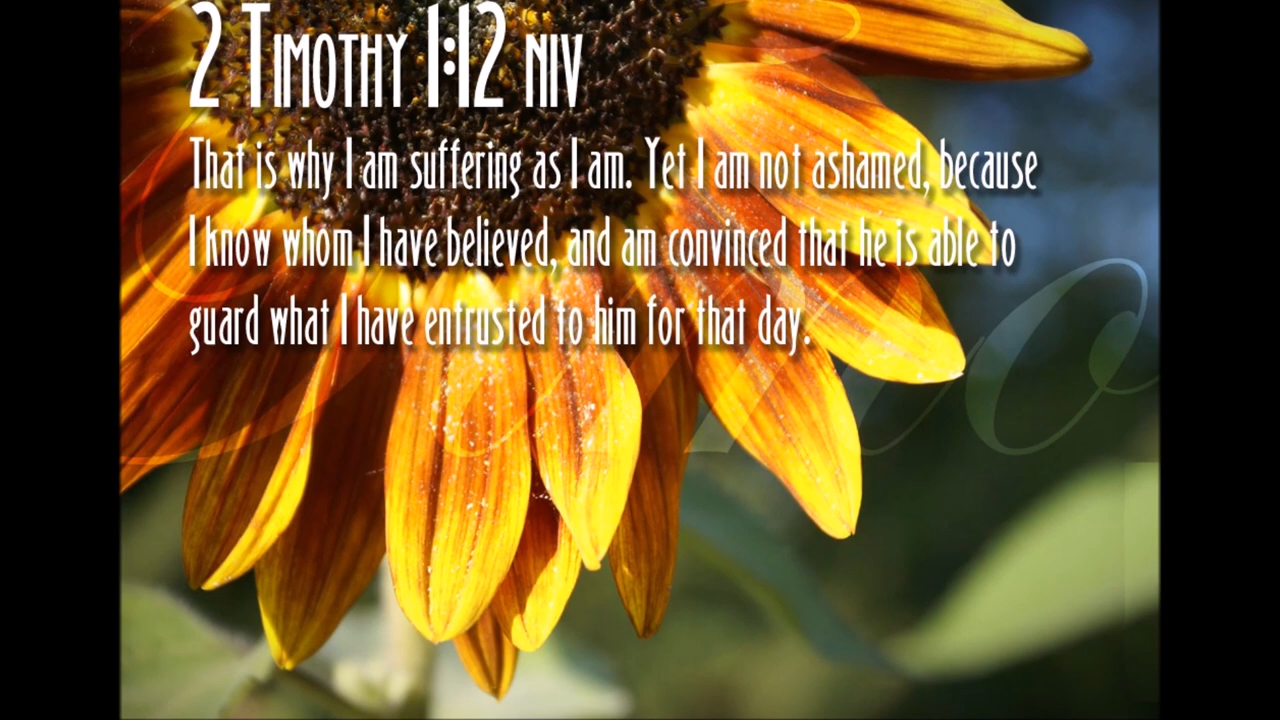 2 Timothy 1:12 NIV
That is why I am suffering as I am. Yet I am not ashamed, because
I know whom I have believed, and am convinced that he is able to
guard what I have entrusted to him for that day.